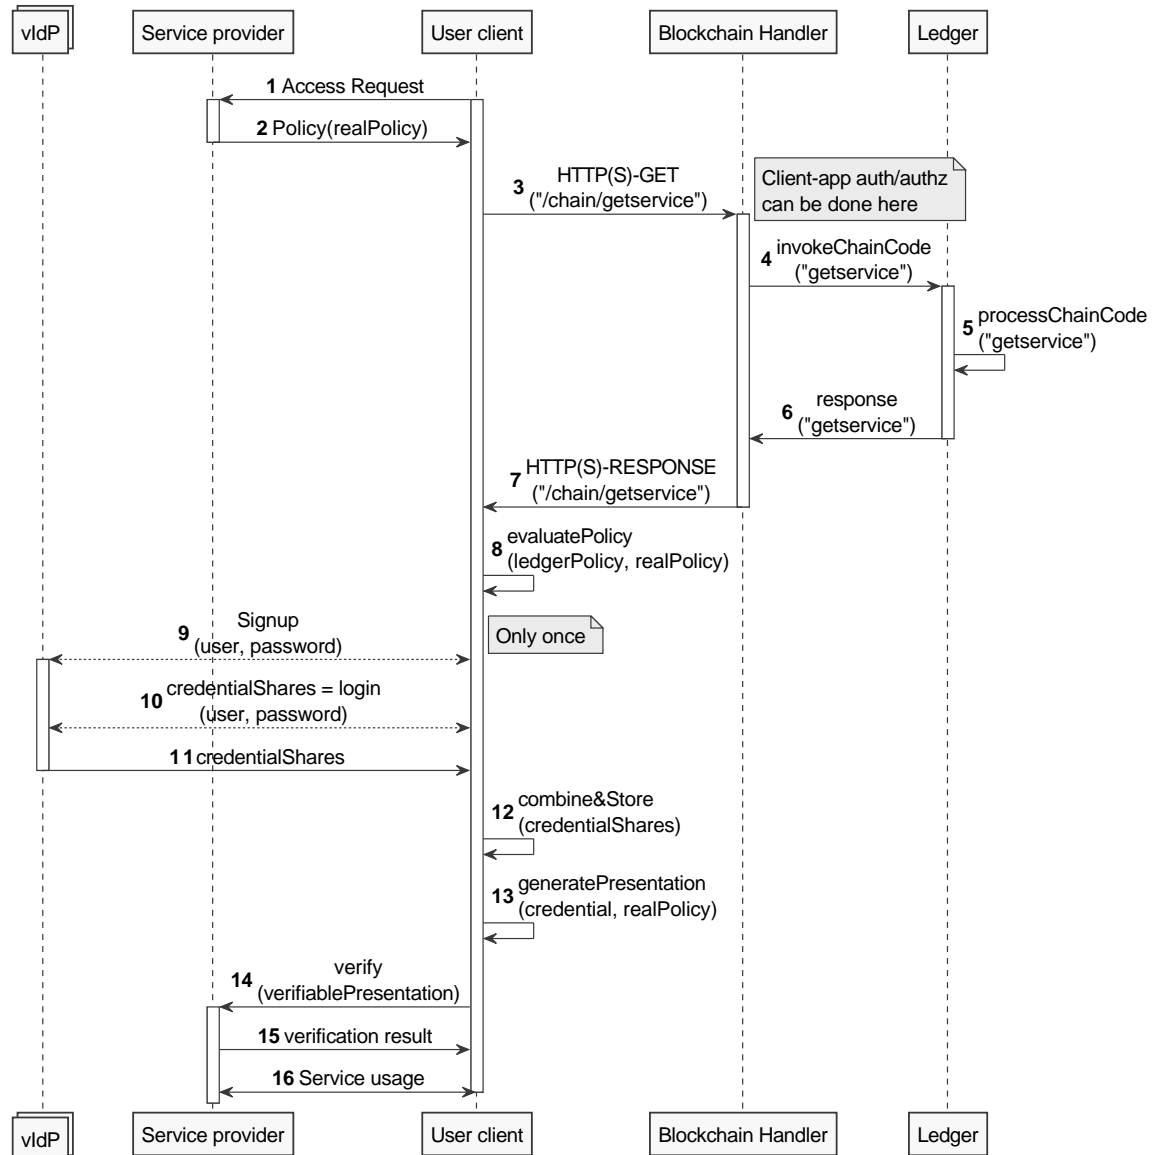 vIdP
Service provider
User client
Blockchain Handler
Ledger
1 Access Request
2 Policy(realPolicy)
Client-app auth/authz
can be done here
3 HTTP(S)-GET
("/chain/getservice")
4 invokeChainCode
("getservice")
5 processChainCode
("getservice")
6 response
("getservice")
7 HTTP(S)-RESPONSE
("/chain/getservice")
8 evaluatePolicy
(ledgerPolicy, realPolicy)
Only once
9 Signup
(user, password)
10 credentialShares = login
(user, password)
11 credentialShares
12 combine&Store
(credentialShares)
13 generatePresentation
(credential, realPolicy)
14 verify
(verifiablePresentation)
15 verification result
16 Service usage
vIdP
Service provider
User client
Blockchain Handler
Ledger